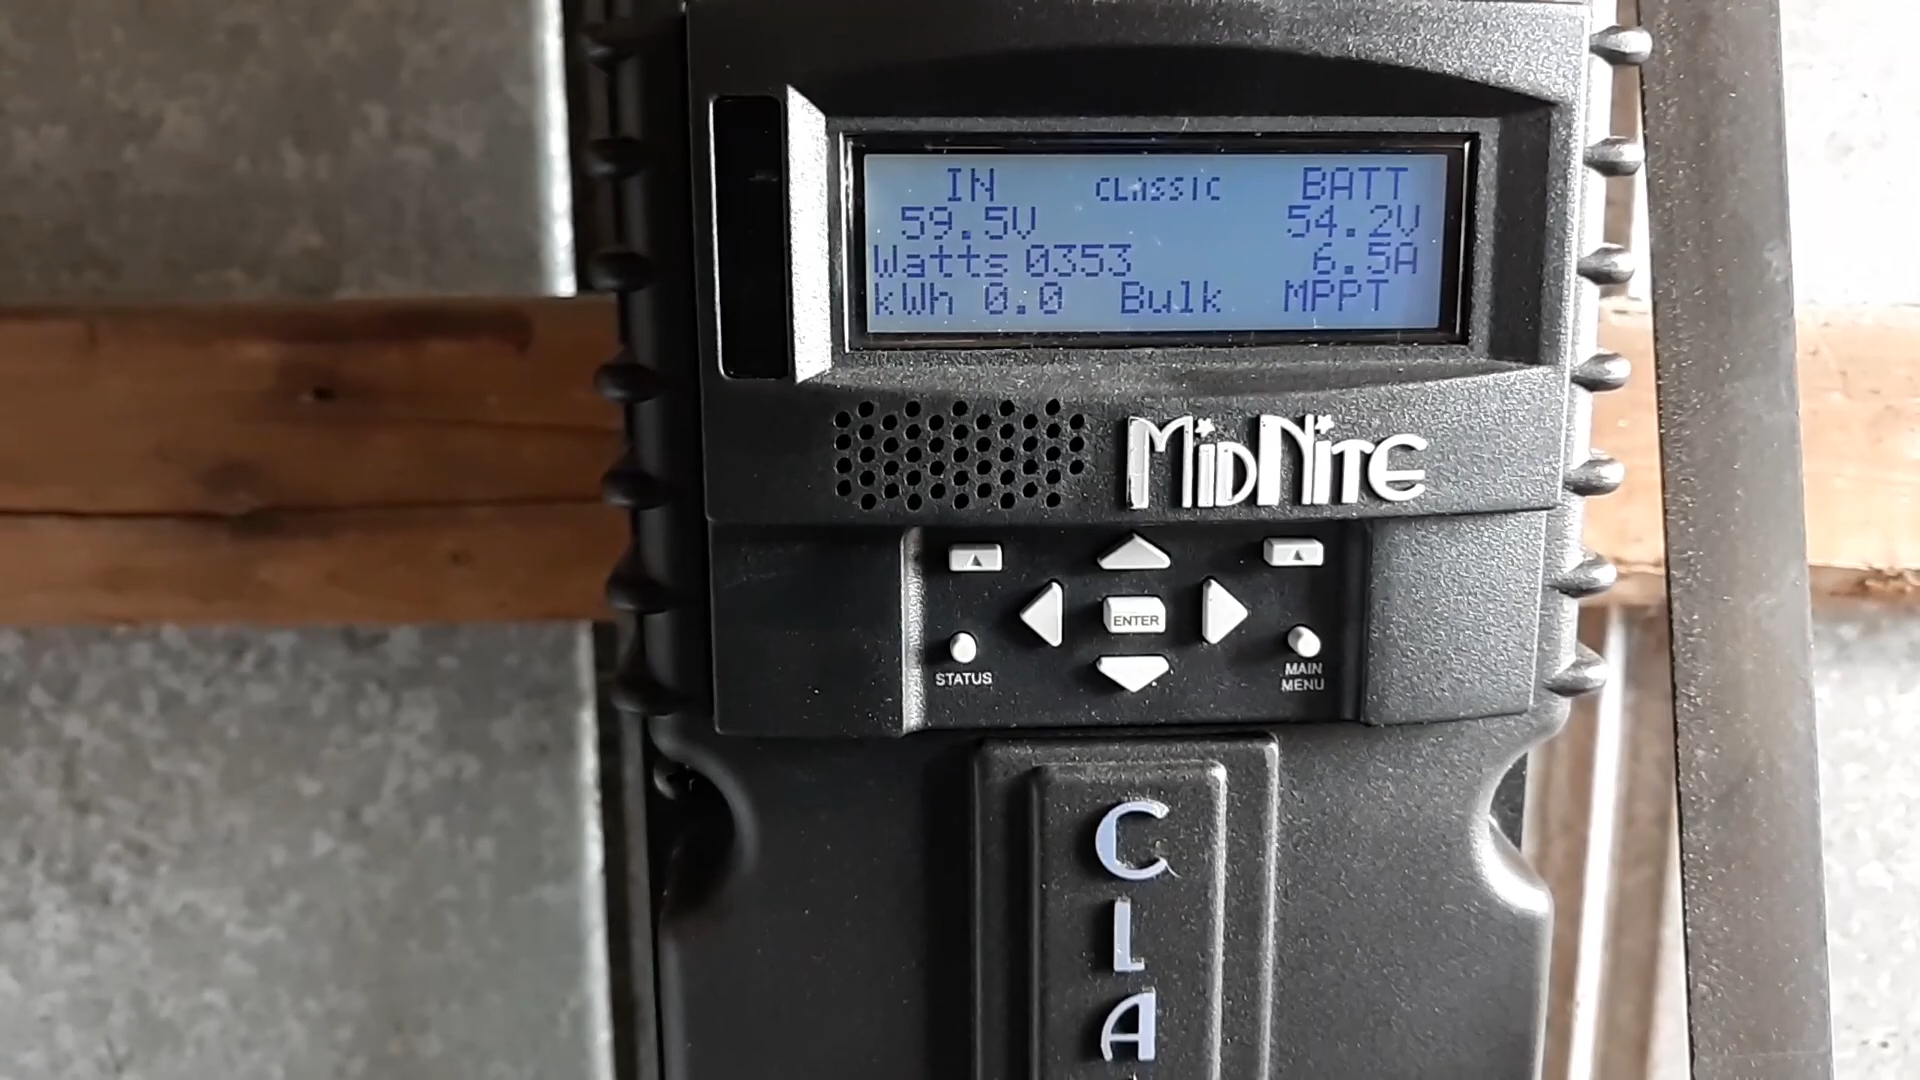 IN CLASSIC BATT
59.5V 54.2V
Watts 0353 6.5A
kWh 0.0 Bulk MPPT
MIDNITE
ENTER
STATUS
MAIN
MENU
C
L
A